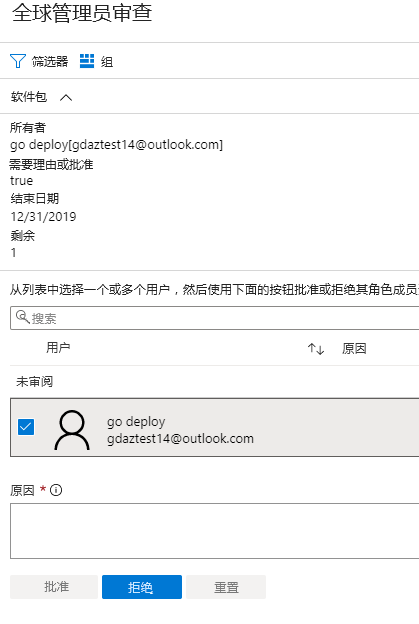 全球管理员审查
筛选器 组
软件包
所有者
go deploy[gdaztest14@outlook.com]
需要理由或批准
true
结束日期
12/31/2019
剩余
1
从列表中选择一个或多个用户，然后使用下面的按钮批准或拒绝其角色成员
搜索
用户 原因
未审阅
go deploy
gdaztest14@outlook.com
原因 *
批准 拒绝 重置